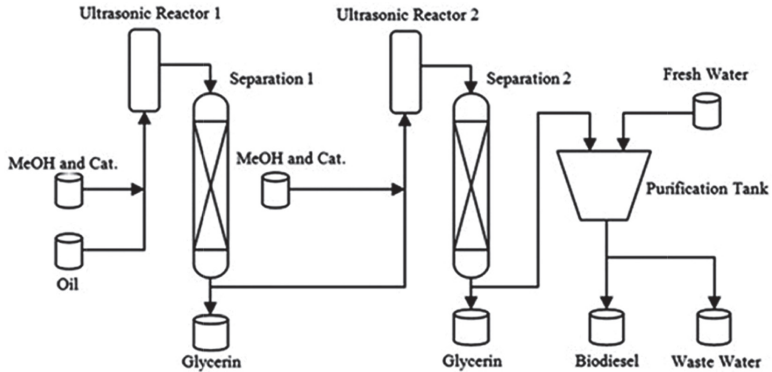 Ultrasonic Reactor 1
Ultrasonic Reactor 2
Separation 1
Separation 2
Fresh Water
MeOH and Cat.
MeOH and Cat.
Purification Tank
Oil
Glycerin
Glycerin
Biodiesel
Waste Water